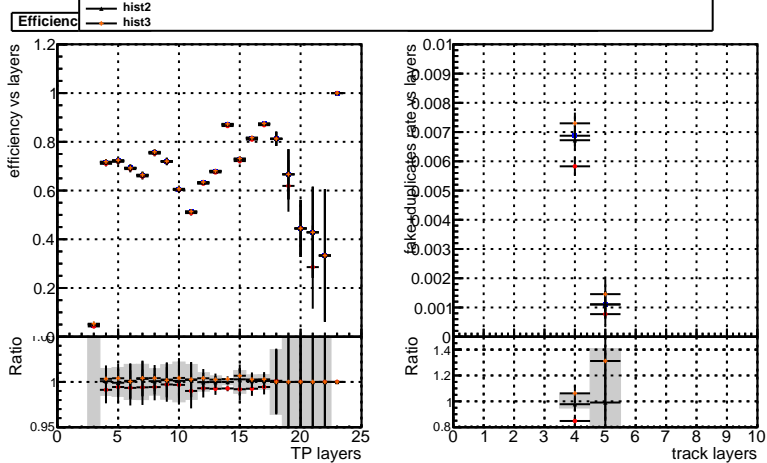 hist2
Efficienc
hist3
efficiency vs layers
1.2
1
0.8
0.6
0.4
0.2
0
Ratio
1
0.95
0 5 10 15 20 25
TP layers
fake+duplicates rate vs layers
0.01
0.009
0.008
0.007
0.006
0.005
0.004
0.003
0.002
0.001
0
Ratio
1.4
1.2
1
0.8
0 1 2 3 4 5 6 7 8 9 10
track layers